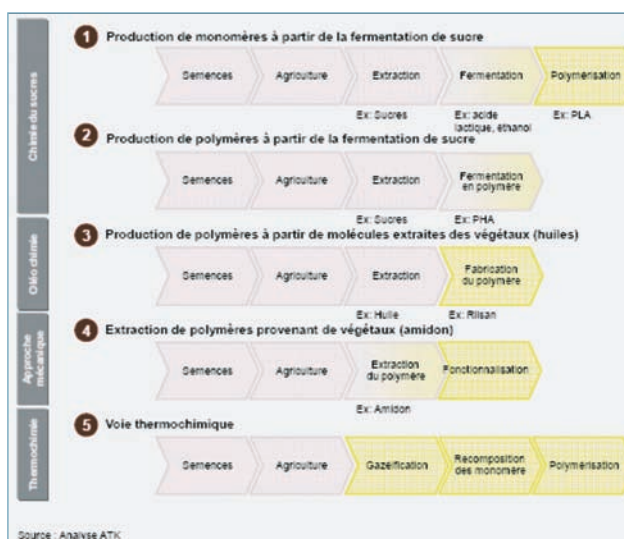 Chimie du sucres
1 Production de monomères à partir de la fermentation de sucre
Semences Agriculture Extraction Fermentation Polymérisation
Ex: Sucres Ex: acide lactique, éthanol Ex: PLA
2 Production de polymères à partir de la fermentation de sucre
Semences Agriculture Extraction Fermentation en polymère
Ex: Sucres Ex: PHA
Oléo chimie
3 Production de polymères à partir de molécules extraites des végétaux (huiles)
Semences Agriculture Extraction Fabrication du polymère
Ex: Huile Ex: Rilsan
Approche mécanique
4 Extraction de polymères provenant de végétaux (amidon)
Semences Agriculture Extraction du polymère Fonctionnalisation
Ex: Amidon
Thermochimie
5 Voie thermochimique
Semences Agriculture Gazéification Recomposition des monomère Polymérisation
Source : Analyse ATK